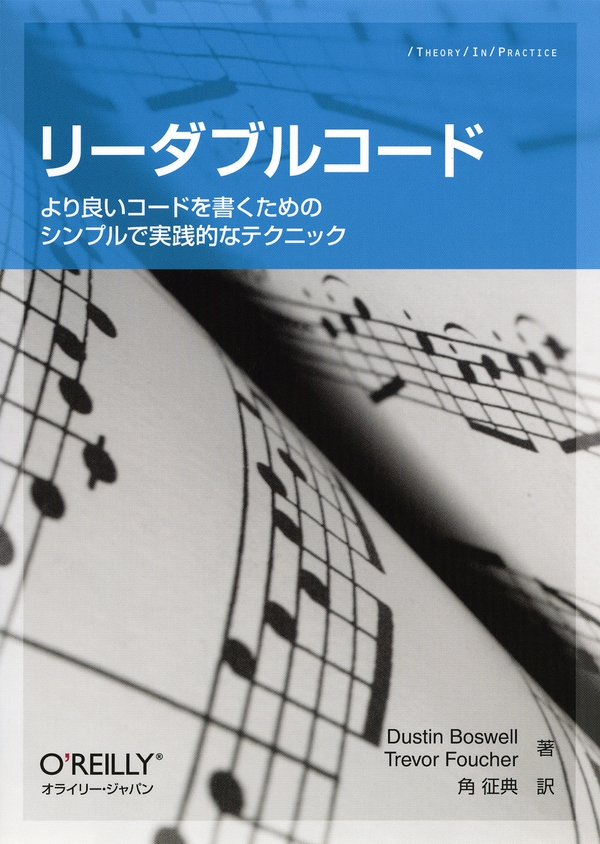 /THEORY/IN/PRACTICE
リーダブルコード
より良いコードを書くための
シンプルで実践的なテクニック
Dustin Boswell
Trevor Foucher
著
角 征典 訳
O'REILLY®
オライリー・ジャパン